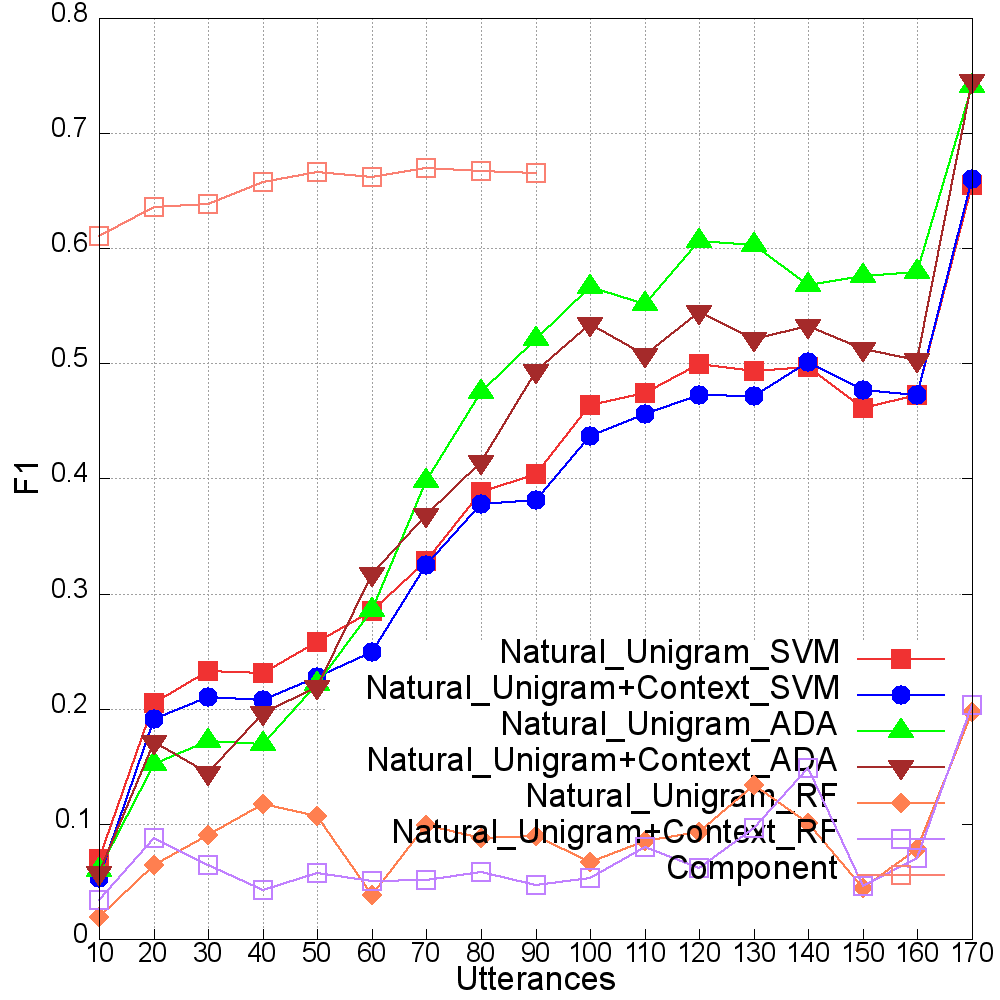 0.8
0.7
0.6
0.5
0.4
0.3
0.2
0.1
0
F1
Natural_Unigram_SVM
Natural_Unigram+Context_SVM
Natural_Unigram_ADA
Natural_Unigram+Context_ADA
Natural_Unigram_RF
Natural_Unigram+Context_RF
Component
10 20 30 40 50 60 70 80 90 100 110 120 130 140 150 160 170
Utterances